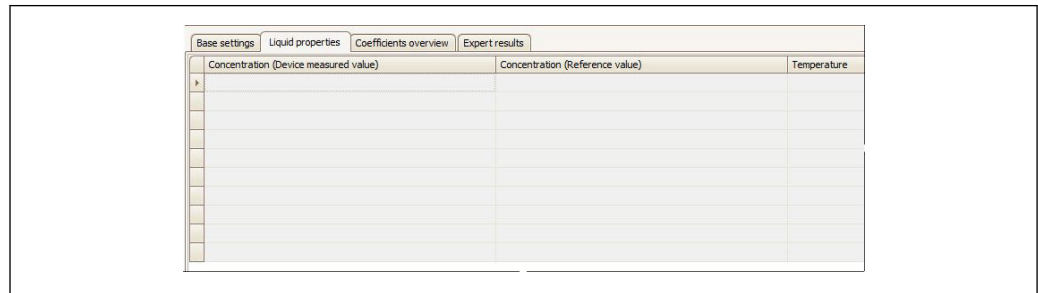 Base settings Liquid properties Coefficients overview Expert results
Concentration (Device measured value) Concentration (Reference value) Temperature